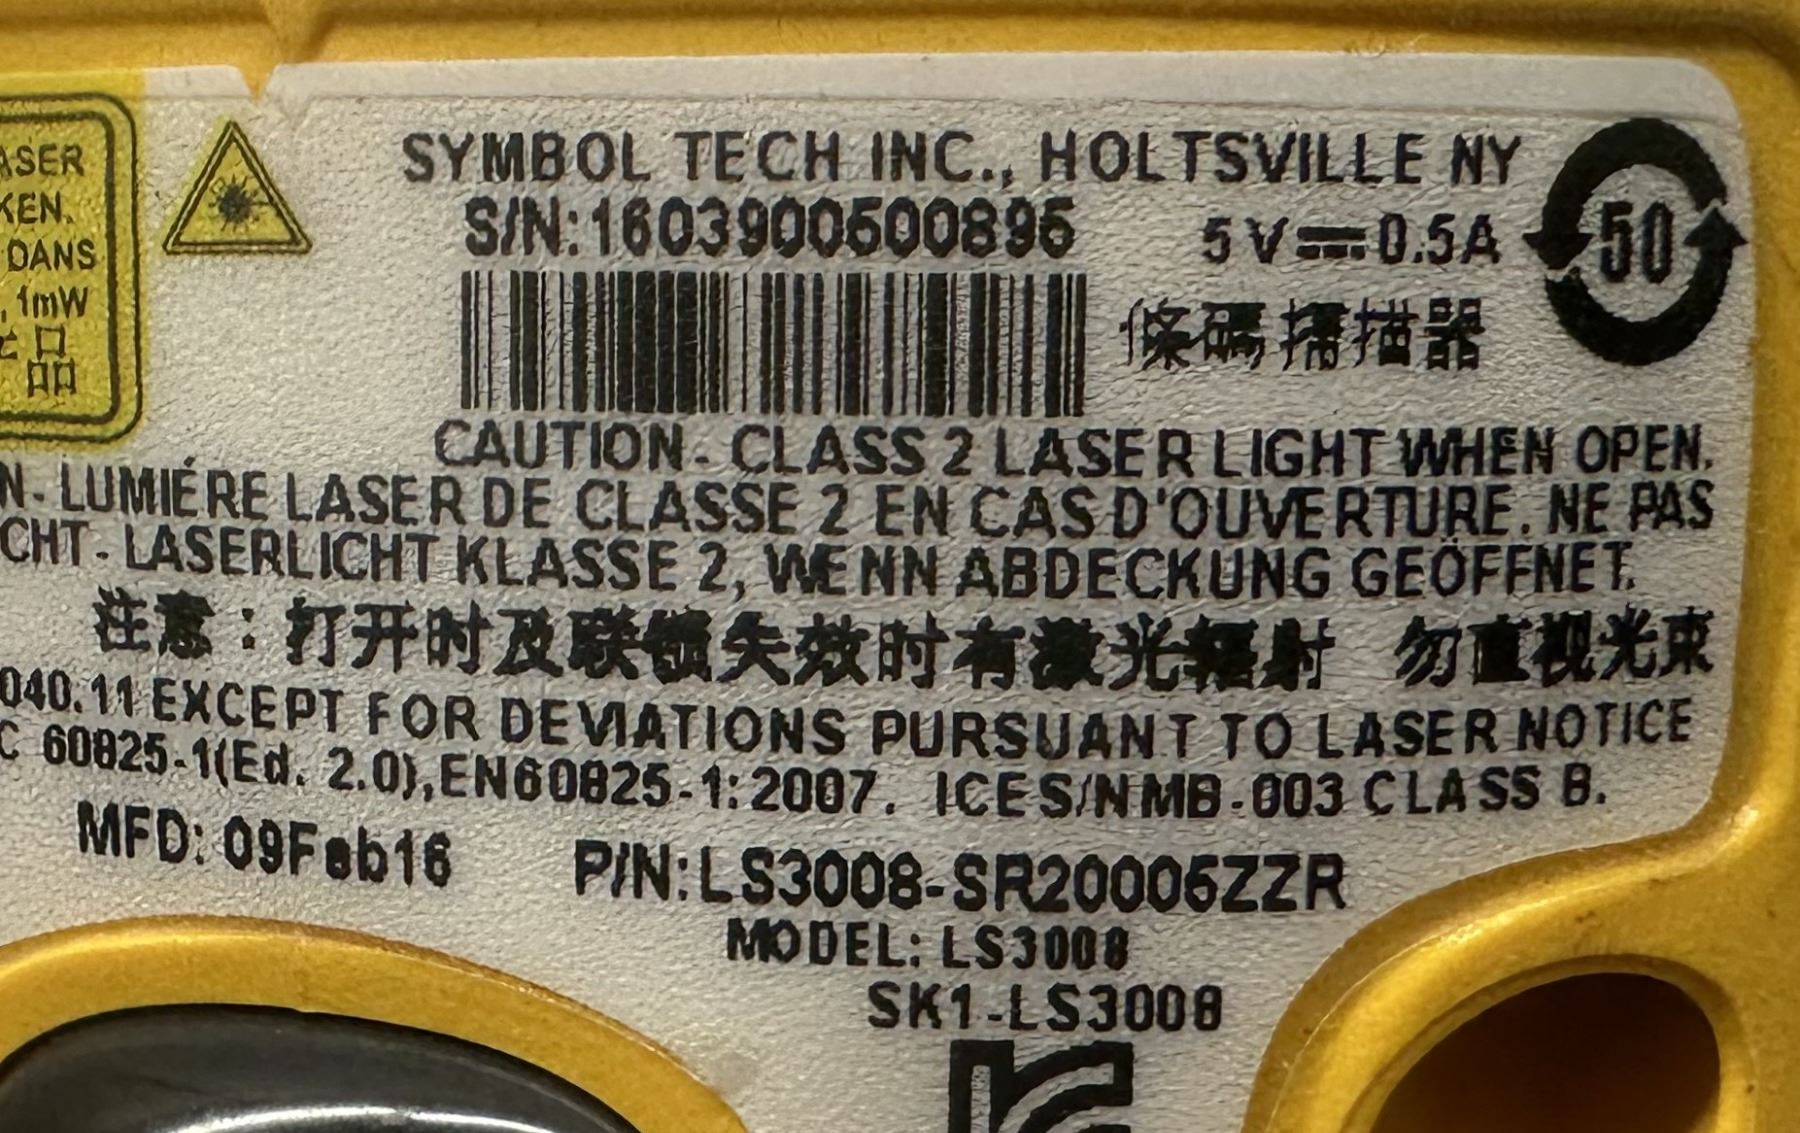 ASER
KEN.
DANS
, 1mW
品
SYMBOL TECH INC., HOLTSVILLE NY
S/N:1603900500895
5 V⎓0.5A
50
條碼掃描器
CAUTION - CLASS 2 LASER LIGHT WHEN OPEN.
N - LUMIÉRE LASER DE CLASSE 2 EN CAS D'OUVERTURE. NE PAS
CHT - LASERLICHT KLASSE 2, WENN ABDECKUNG GEÖFFNET.
注意：打开时及联锁失效时有激光辐射 勿直视光束
040.11 EXCEPT FOR DEVIATIONS PURSUANT TO LASER NOTICE
C 60825-1(Ed. 2.0),EN60825-1:2007. ICES/NMB-003 CLASS B.
MFD: 09Feb16
P/N:LS3008-SR20005ZZR
MODEL: LS3008
SK1-LS3008